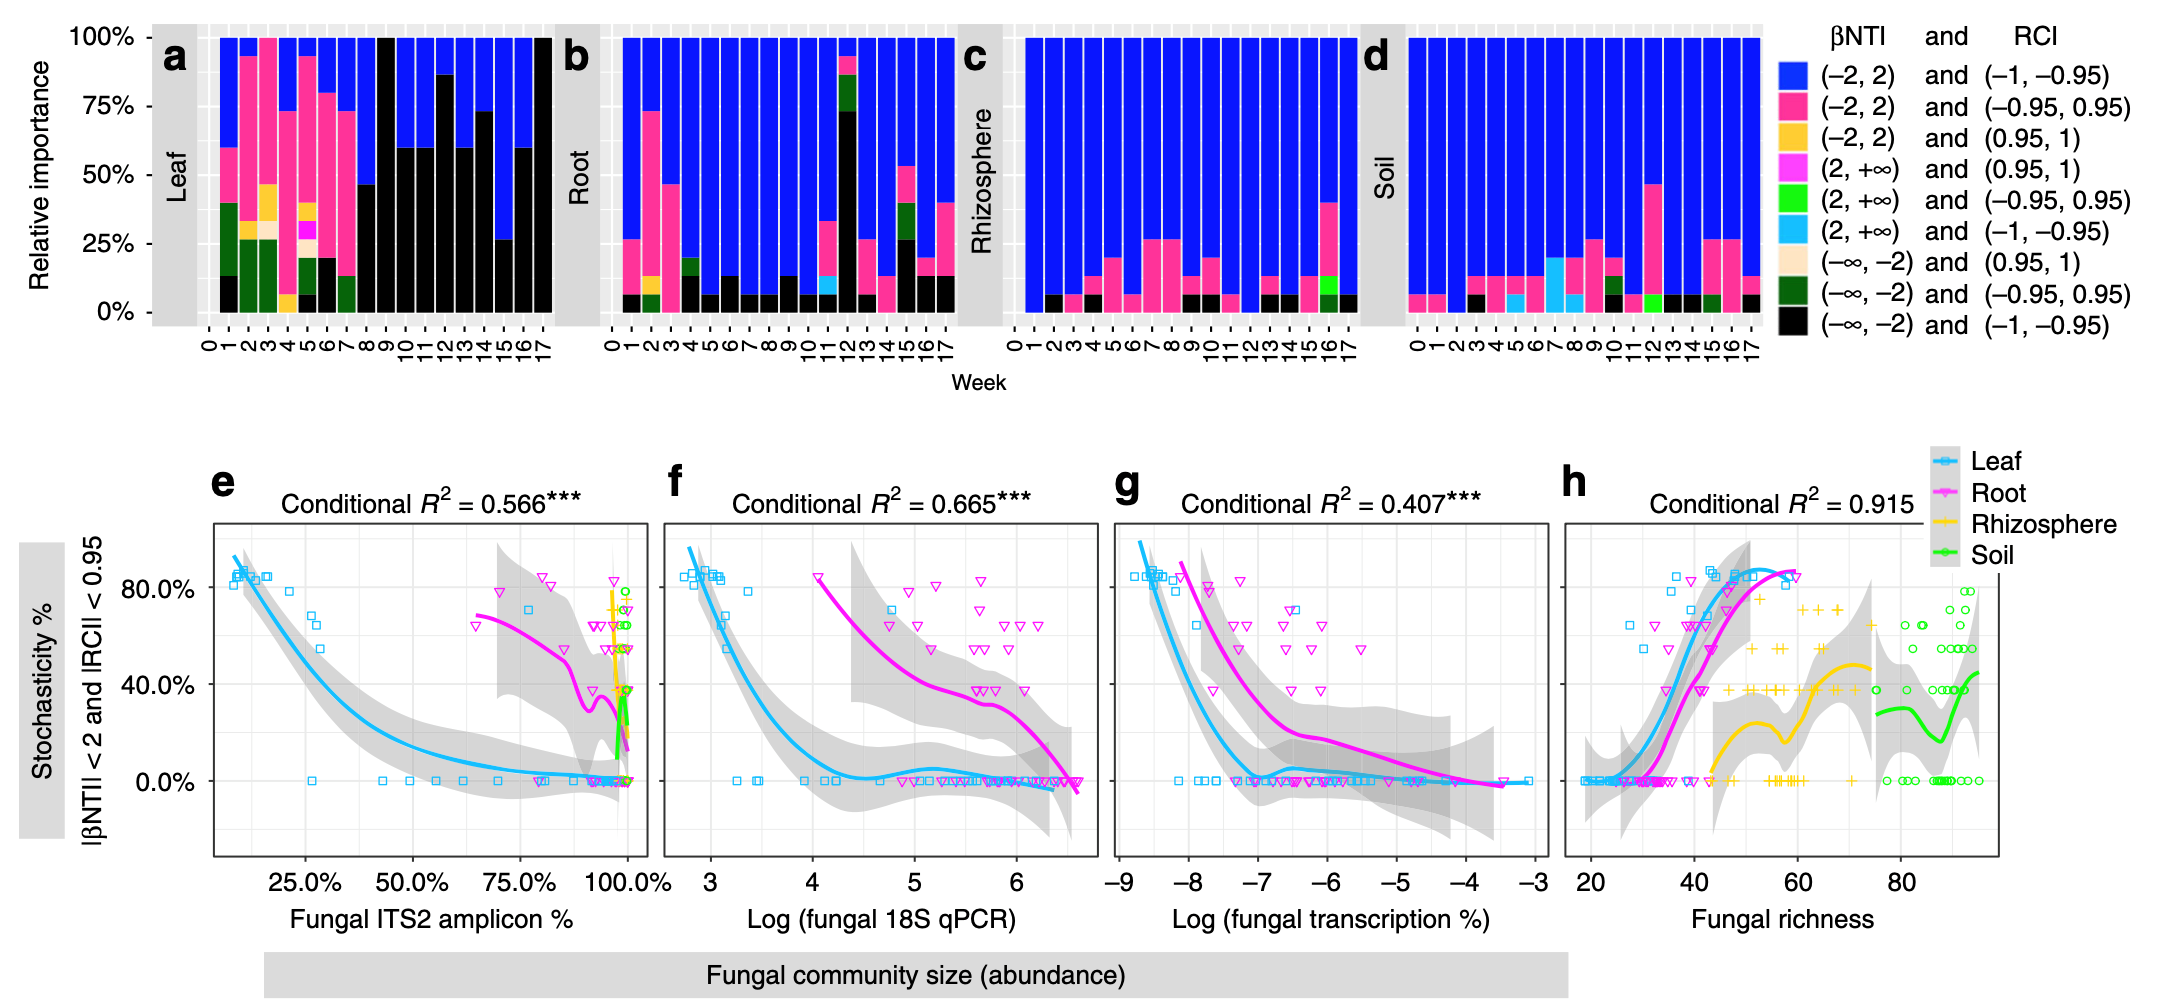 a b c d
Relative importance
100%
75%
50%
25%
0%
Leaf
Root
Rhizosphere
Soil
0 1 2 3 4 5 6 7 8 9 10 11 12 13 14 15 16 17
0 1 2 3 4 5 6 7 8 9 10 11 12 13 14 15 16 17
0 1 2 3 4 5 6 7 8 9 10 11 12 13 14 15 16 17
0 1 2 3 4 5 6 7 8 9 10 11 12 13 14 15 16 17
Week
βNTI and RCI
(–2, 2) and (–1, –0.95)
(–2, 2) and (–0.95, 0.95)
(–2, 2) and (0.95, 1)
(2, +∞) and (0.95, 1)
(2, +∞) and (–0.95, 0.95)
(2, +∞) and (–1, –0.95)
(–∞, –2) and (0.95, 1)
(–∞, –2) and (–0.95, 0.95)
(–∞, –2) and (–1, –0.95)
e f g h
Conditional R² = 0.566***
Conditional R² = 0.665***
Conditional R² = 0.407***
Conditional R² = 0.915
Leaf
Root
Rhizosphere
Soil
Stochasticity %
|βNTI| < 2 and |RCI| < 0.95
80.0%
40.0%
0.0%
25.0% 50.0% 75.0% 100.0%
3 4 5 6
–9 –8 –7 –6 –5 –4 –3
20 40 60 80
Fungal ITS2 amplicon %
Log (fungal 18S qPCR)
Log (fungal transcription %)
Fungal richness
Fungal community size (abundance)